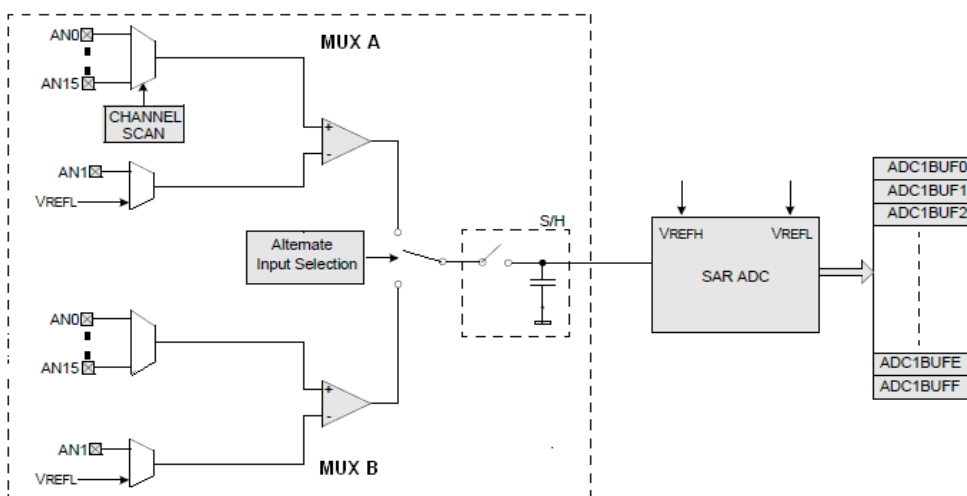 MUX A
AN0
AN15
CHANNEL
SCAN
+
-
AN1
VREFL
Alternate
Input Selection
S/H
VREFH
VREFL
SAR ADC
ADC1BUF0
ADC1BUF1
ADC1BUF2
ADC1BUFE
ADC1BUFF
AN0
AN15
+
-
AN1
VREFL
MUX B